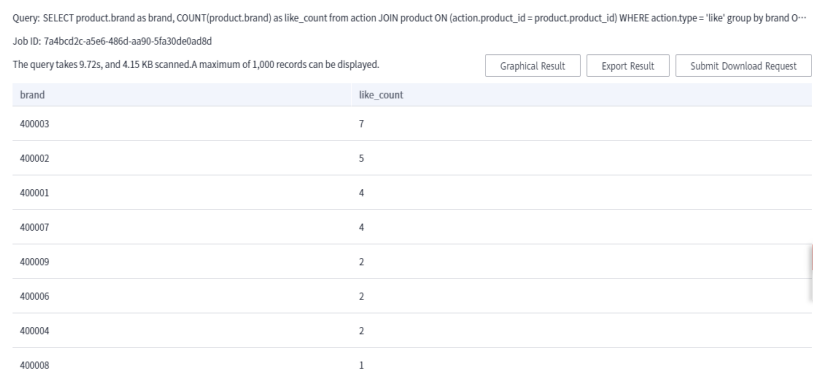 Query: SELECT product.brand as brand, COUNT(product.brand) as like_count from action JOIN product ON (action.product_id = product.product_id) WHERE action.type = 'like' group by brand O···
Job ID: 7a4bcd2c-a5e6-486d-aa90-5fa30de0ad8d
The query takes 9.72s, and 4.15 KB scanned.A maximum of 1,000 records can be displayed. Graphical Result Export Result Submit Download Request
brand like_count
400003 7
400002 5
400001 4
400007 4
400009 2
400006 2
400004 2
400008 1